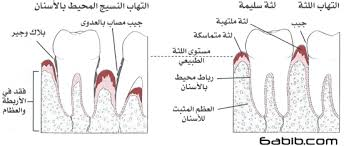 التهاب اللثة
لثة سليمة
التهاب النسيج المحيط بالأسنان
جيب
لثة ملتهبة
لثة متماسكة
مستوى اللثة
الطبيعي
رباط محيط
بالأسنان
العظم المثبت
للأسنان
جيب مصاب بالعدوى
بلاك وجير
فقد في
الأربطة
والعظام
6abib.com